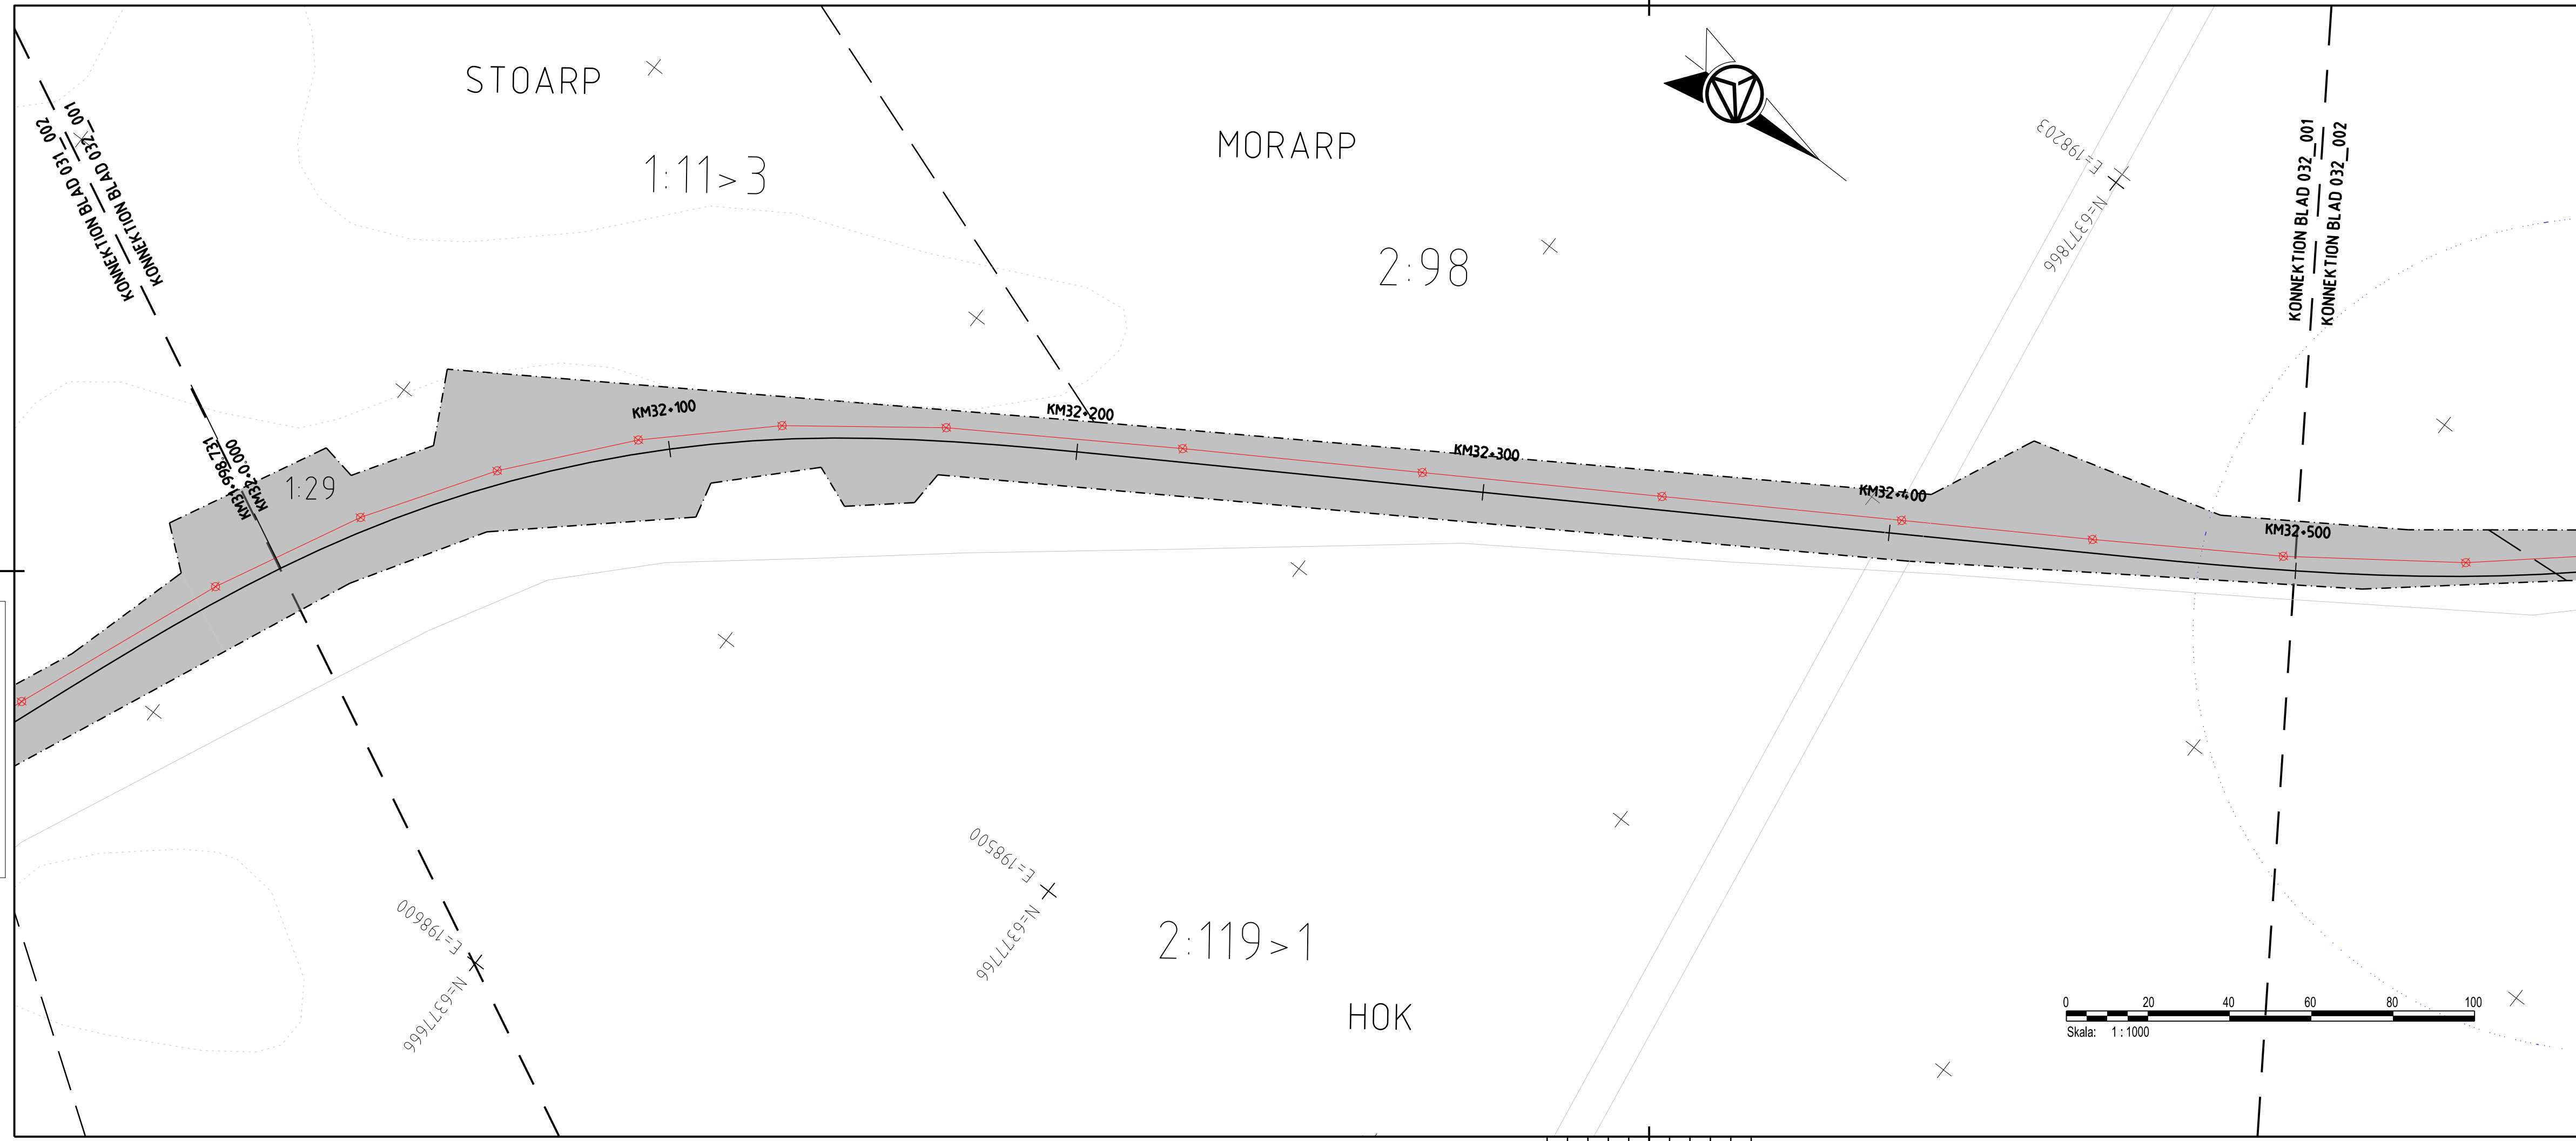 STOARP
1:11>3
MORARP
2:98
KONNEKTION BLAD 031_002
KONNEKTION BLAD 032_001
E=198203
N=6377866
KONNEKTION BLAD 032_001
KONNEKTION BLAD 032_002
KM31+998.731
KM32+0.000
1:29
KM32+100
KM32+200
KM32+300
KM32+400
KM32+500
E=198600
N=6377666
E=198500
N=6377766
2:119>1
HOK
0 20 40 60 80 100
Skala: 1 : 1000